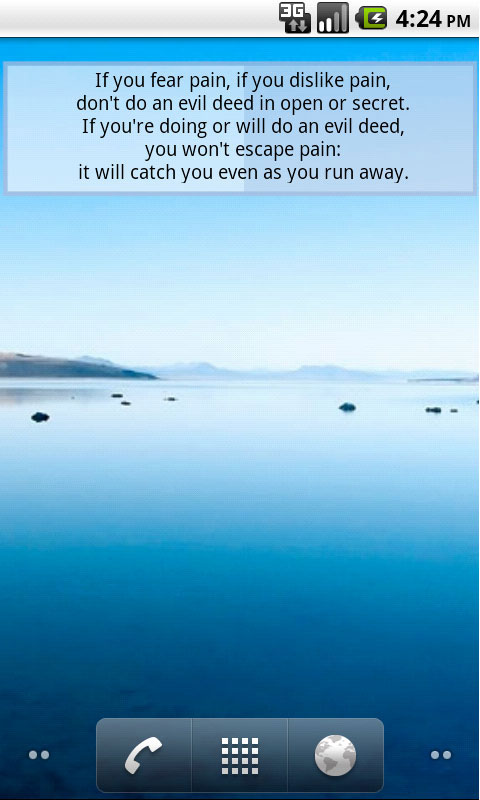 3G
4:24 PM
If you fear pain, if you dislike pain,
don't do an evil deed in open or secret.
If you're doing or will do an evil deed,
you won't escape pain:
it will catch you even as you run away.